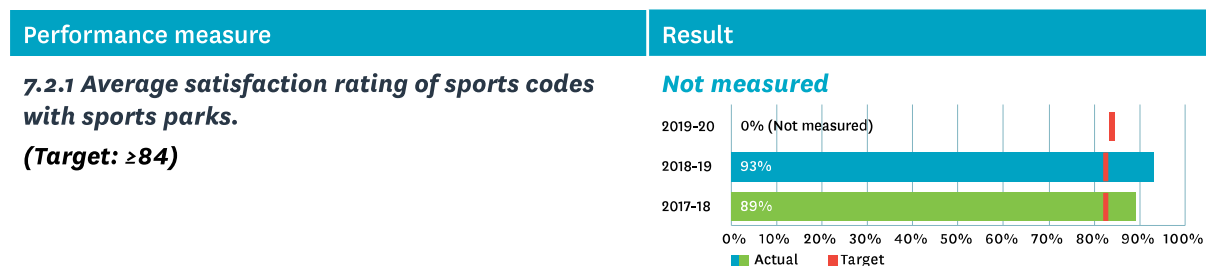 Performance measure
Result
7.2.1 Average satisfaction rating of sports codes
with sports parks.
(Target: ≥84)
Not measured
2019-20 0% (Not measured)
2018-19 93%
2017-18 89%
0% 10% 20% 30% 40% 50% 60% 70% 80% 90% 100%
Actual Target